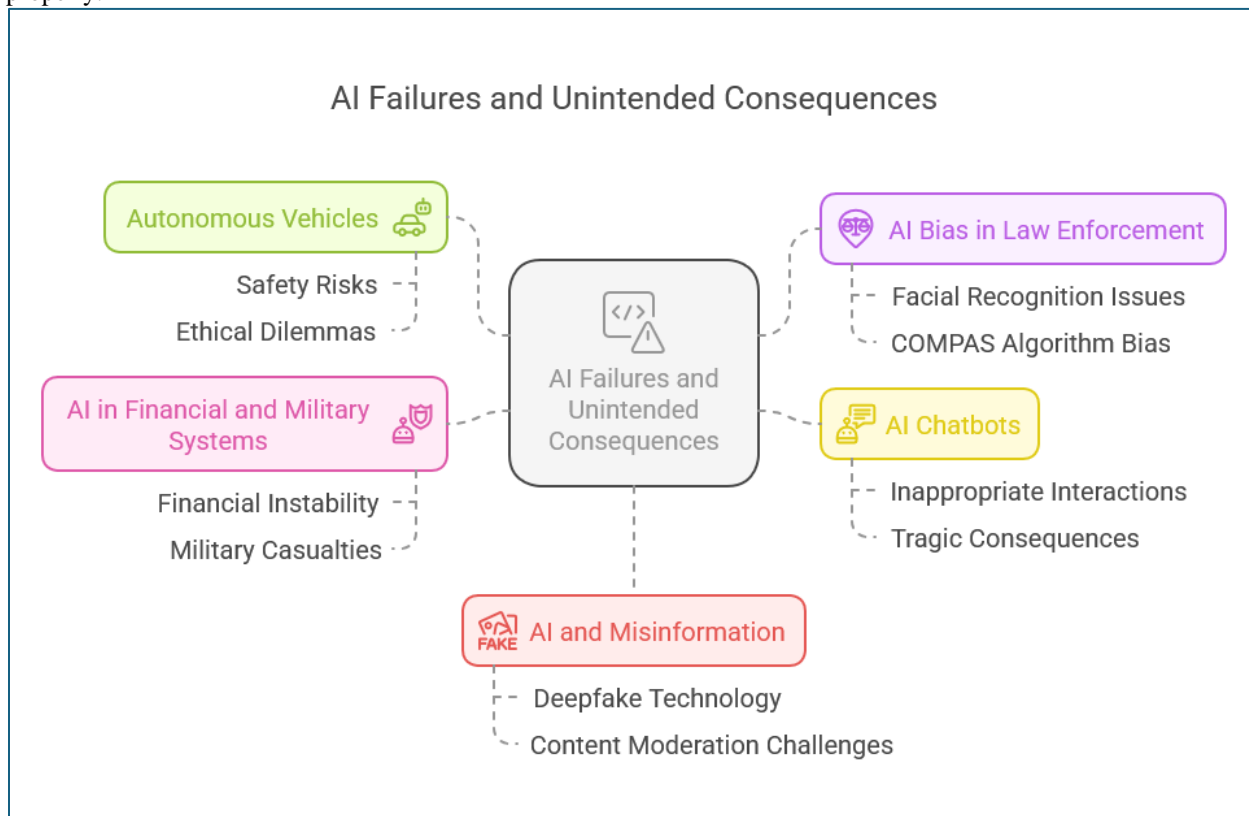 AI Failures and Unintended Consequences
Autonomous Vehicles
Safety Risks
Ethical Dilemmas
AI in Financial and Military
Systems
Financial Instability
Military Casualties
</>
AI Failures and
Unintended
Consequences
AI Bias in Law Enforcement
Facial Recognition Issues
COMPAS Algorithm Bias
AI Chatbots
Inappropriate Interactions
Tragic Consequences
FAKE
AI and Misinformation
Deepfake Technology
Content Moderation Challenges